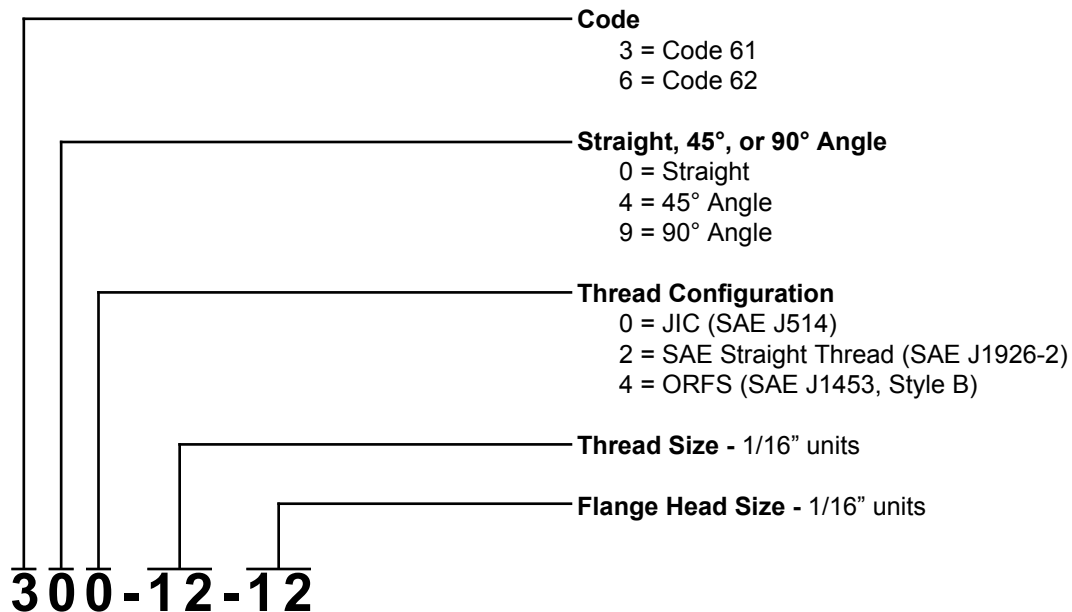 Code
3 = Code 61
6 = Code 62
Straight, 45°, or 90° Angle
0 = Straight
4 = 45° Angle
9 = 90° Angle
Thread Configuration
0 = JIC (SAE J514)
2 = SAE Straight Thread (SAE J1926-2)
4 = ORFS (SAE J1453, Style B)
Thread Size - 1/16” units
Flange Head Size - 1/16” units
300-12-12